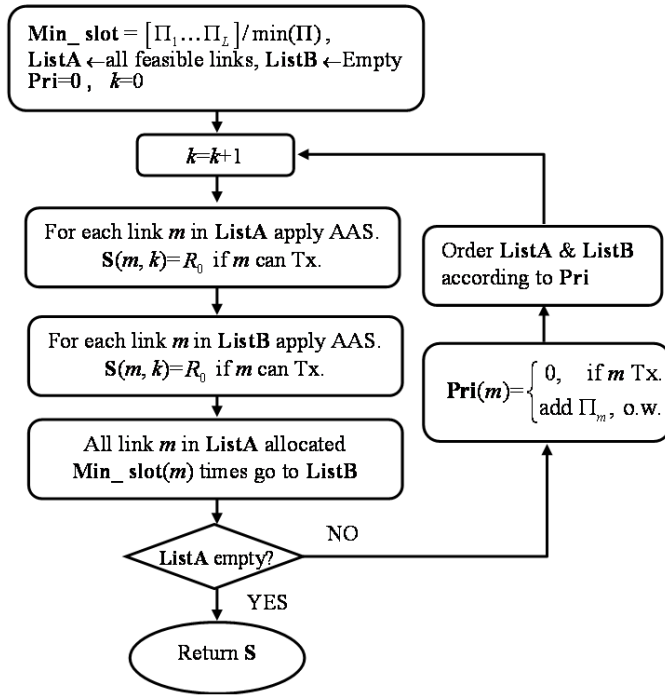 Min_ slot = [Π₁...Π_L]/min(Π),
ListA ←all feasible links, ListB ←Empty
Pri=0 , k=0
k=k+1
For each link m in ListA apply AAS.
S(m, k)=R₀ if m can Tx.
For each link m in ListB apply AAS.
S(m, k)=R₀ if m can Tx.
All link m in ListA allocated
Min_ slot(m) times go to ListB
ListA empty?
NO
YES
Return S
Pri(m)={0, if m Tx.
add Π_m, o.w.
Order ListA & ListB
according to Pri